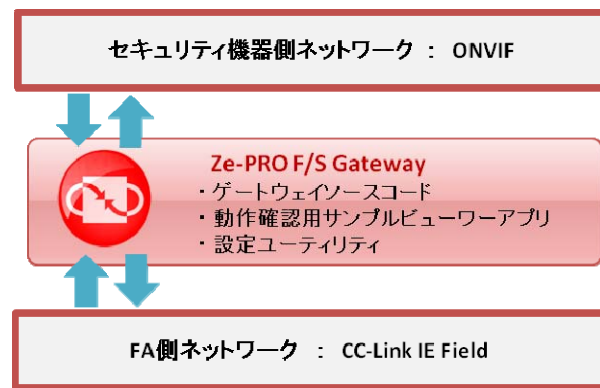 セキュリティ機器側ネットワーク ： ONVIF
Ze-PRO F/S Gateway
・ゲートウェイソースコード
・動作確認用サンプルビューワーアプリ
・設定ユーティリティ
FA側ネットワーク ： CC-Link IE Field